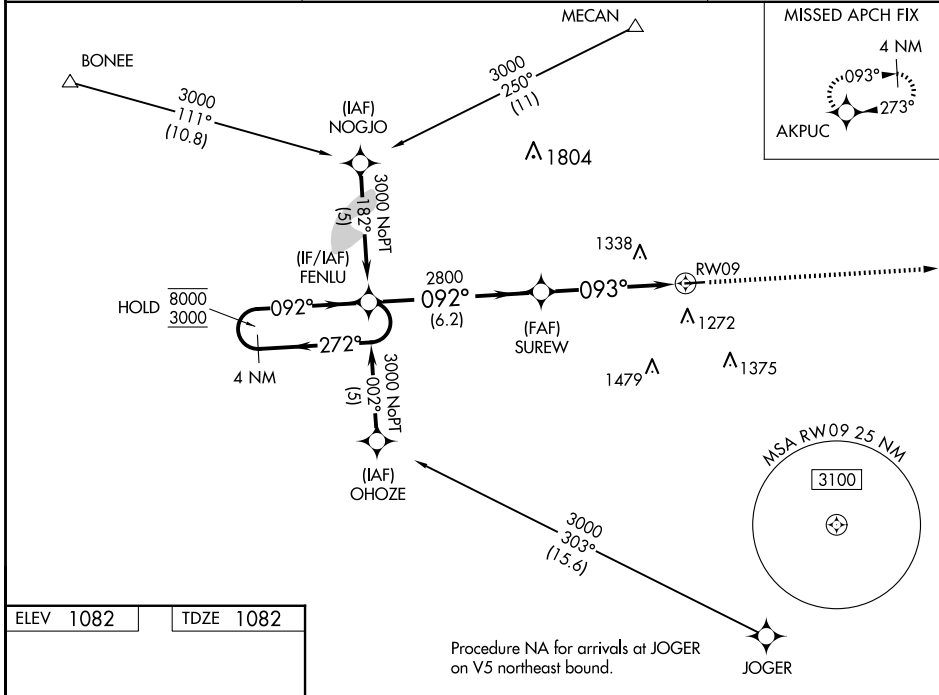 MECAN
BONEE
3000
111°
(10.8)
3000
250°
(11)
(IAF)
NOGJO
1804
MISSED APCH FIX
4 NM
093°
273°
AKPUC
3000 NoPT
182°
(5)
(IF/IAF)
FENLU
HOLD
8000
3000
092°
272°
4 NM
2800
092°
(6.2)
(FAF)
SUREW
093°
1338
RW09
1272
1479
1375
3000 NoPT
002°
(5)
(IAF)
OHOZE
3000
303°
(15.6)
MSA RW09 25 NM
3100
JOGER
Procedure NA for arrivals at JOGER
on V5 northeast bound.
ELEV 1082
TDZE 1082